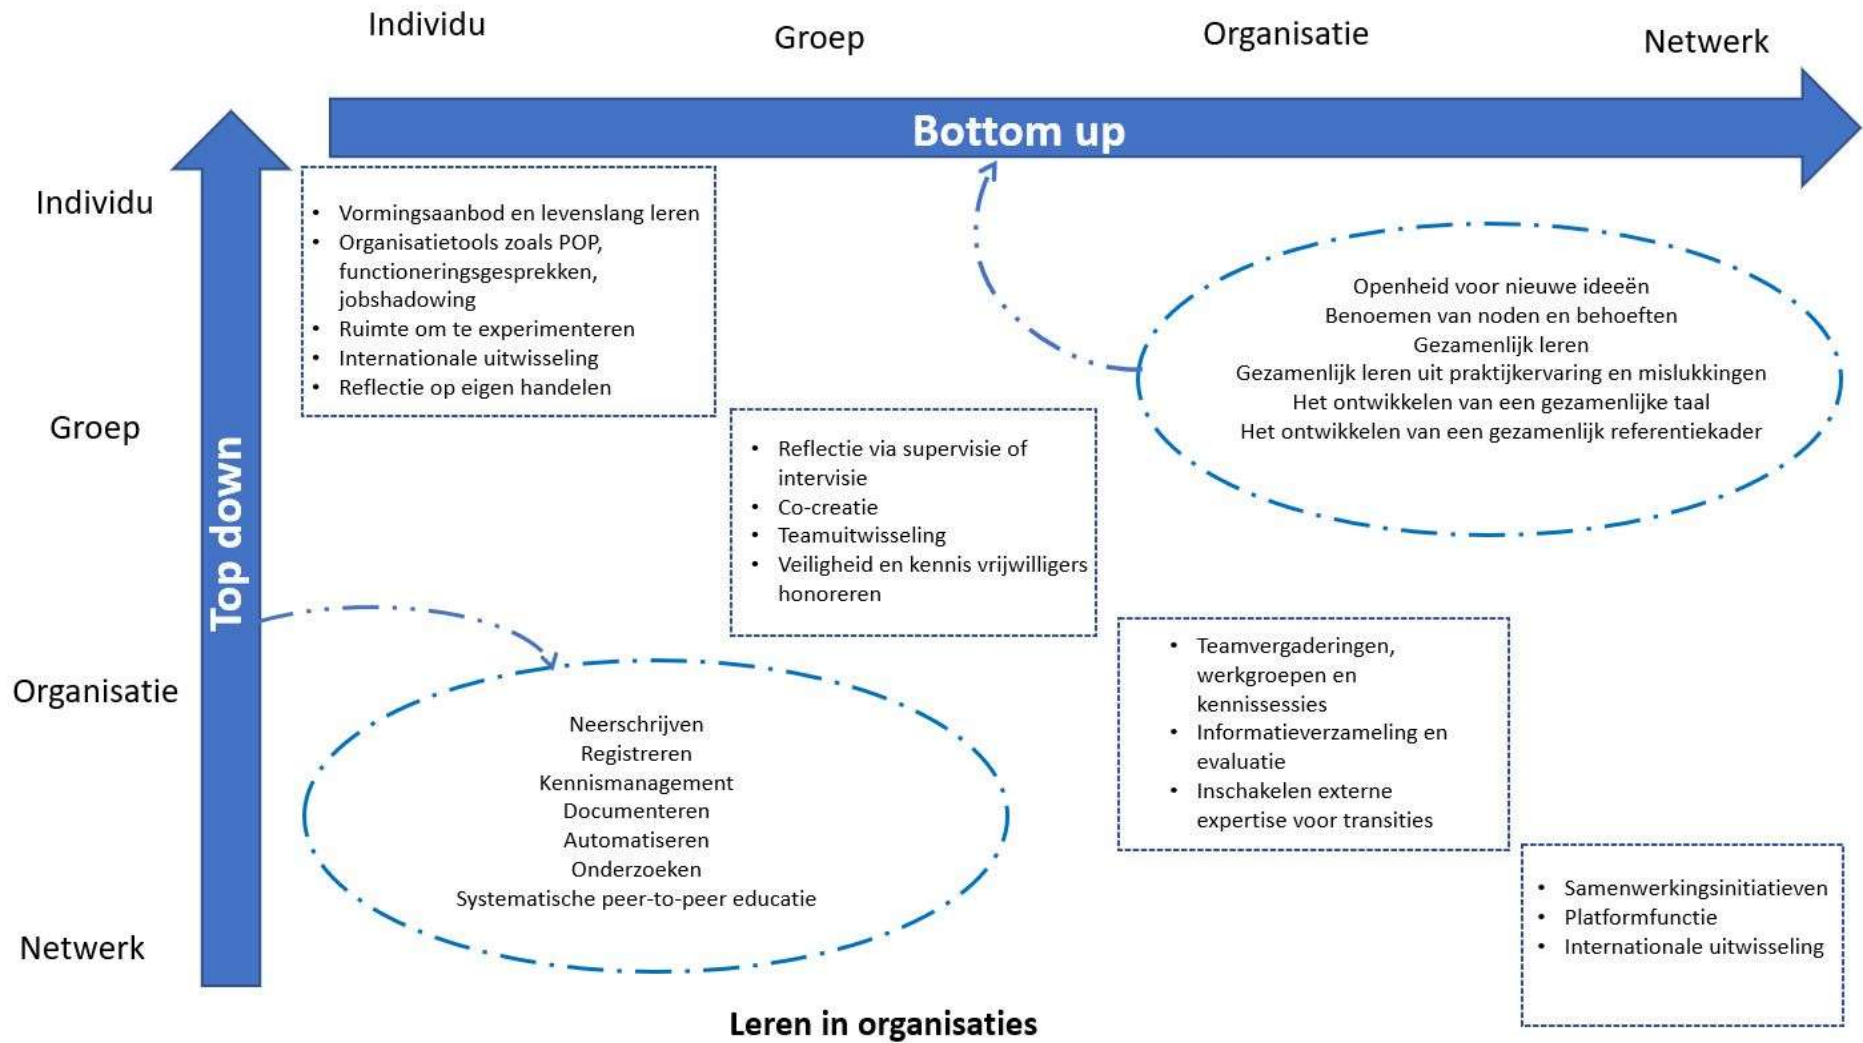 Individu
Groep
Organisatie
Netwerk
Bottom up
Top down
Individu
Groep
Organisatie
Netwerk
• Vormingsaanbod en levenslang leren
• Organisatietools zoals POP,
functioneringsgesprekken,
jobshadowing
• Ruimte om te experimenteren
• Internationale uitwisseling
• Reflectie op eigen handelen
Openheid voor nieuwe ideeën
Benoemen van noden en behoeften
Gezamenlijk leren
Gezamenlijk leren uit praktijkervaring en mislukkingen
Het ontwikkelen van een gezamenlijke taal
Het ontwikkelen van een gezamenlijk referentiekader
• Reflectie via supervisie of
intervisie
• Co-creatie
• Teamuitwisseling
• Veiligheid en kennis vrijwilligers
honoreren
Neerschrijven
Registreren
Kennismanagement
Documenteren
Automatiseren
Onderzoeken
Systematische peer-to-peer educatie
• Teamvergaderingen,
werkgroepen en
kennissessies
• Informatieverzameling en
evaluatie
• Inschakelen externe
expertise voor transities
• Samenwerkingsinitiatieven
• Platformfunctie
• Internationale uitwisseling
Leren in organisaties